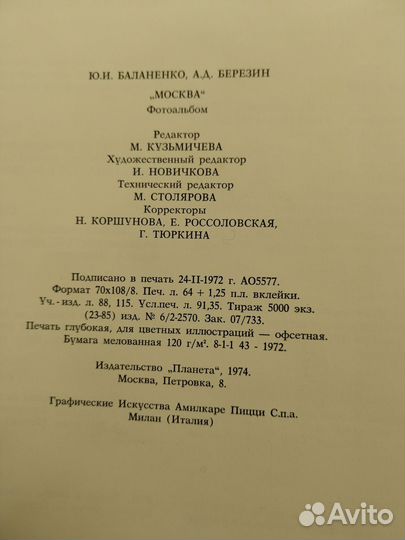 Ю.И. БАЛАНЕНКО, А.Д. БЕРЕЗИН
„МОСКВА“
Фотоальбом
Редактор
М. КУЗЬМИЧЕВА
Художественный редактор
И. НОВИЧКОВА
Технический редактор
М. СТОЛЯРОВА
Корректоры
Н. КОРШУНОВА, Е. РОССОЛОВСКАЯ,
Г. ТЮРКИНА
Подписано в печать 24-II-1972 г. АО5577.
Формат 70х108/8. Печ. л. 64 + 1,25 п.л. вклейки.
Уч.-изд. л. 88, 115. Усл.печ л. 91,35. Тираж 5000 экз.
(23-85) изд. № 6/2-2570. Зак. 07/733.
Печать глубокая, для цветных иллюстраций — офсетная.
Бумага мелованная 120 г/м². 8-1-1 43 - 1972.
Издательство „Планета“, 1974.
Москва, Петровка, 8.
Графические Искусства Амилкаре Пицци С.п.а.
Милан (Италия)
Avito